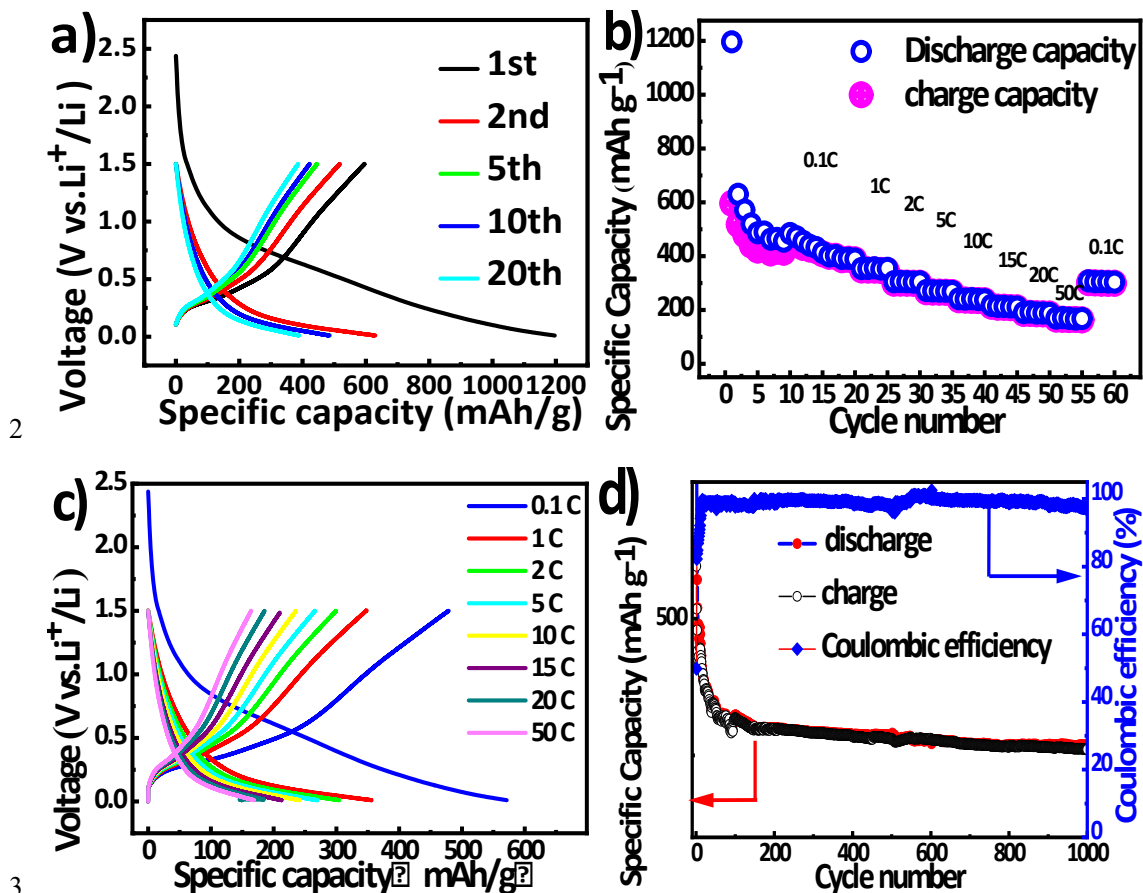 a)
2.5
2.0
1.5
1.0
0.5
0.0
Voltage (V vs.Li⁺/Li)
1st
2nd
5th
10th
20th
0 200 400 600 800 1000 1200
Specific capacity (mAh/g)
b)
1200
1000
800
600
400
200
0
Specific Capacity (mAh g⁻¹)
Discharge capacity
charge capacity
0.1C
1C
2C
5C
10C
15C
20C
50C
0.1C
0 5 10 15 20 25 30 35 40 45 50 55 60
Cycle number
2
c)
2.5
2.0
1.5
1.0
0.5
0.0
Voltage (V vs.Li⁺/Li)
0.1 C
1 C
2 C
5 C
10 C
15 C
20 C
50 C
0 100 200 300 400 500 600
Specific capacity⍰ mAh/g⍰
d)
500
Specific Capacity (mAh g⁻¹)
discharge
charge
Coulombic efficiency
100
80
60
40
20
0
Coulombic efficiency (%)
0 200 400 600 800 1000
Cycle number
3